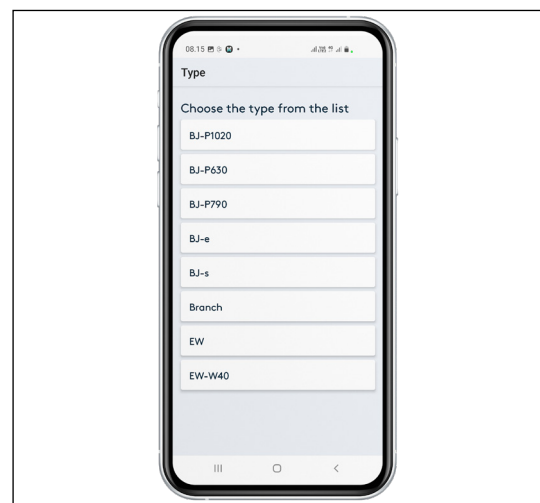 08.15
Type
Choose the type from the list
BJ-P1020
BJ-P630
BJ-P790
BJ-e
BJ-s
Branch
EW
EW-W40